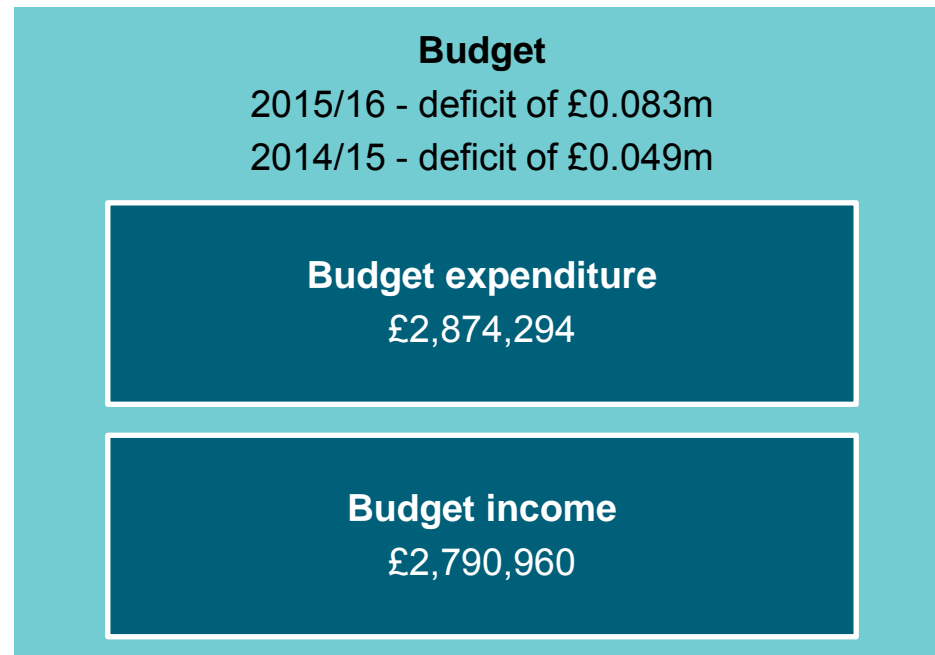 Budget
2015/16 - deficit of £0.083m
2014/15 - deficit of £0.049m
Budget expenditure
£2,874,294
Budget income
£2,790,960